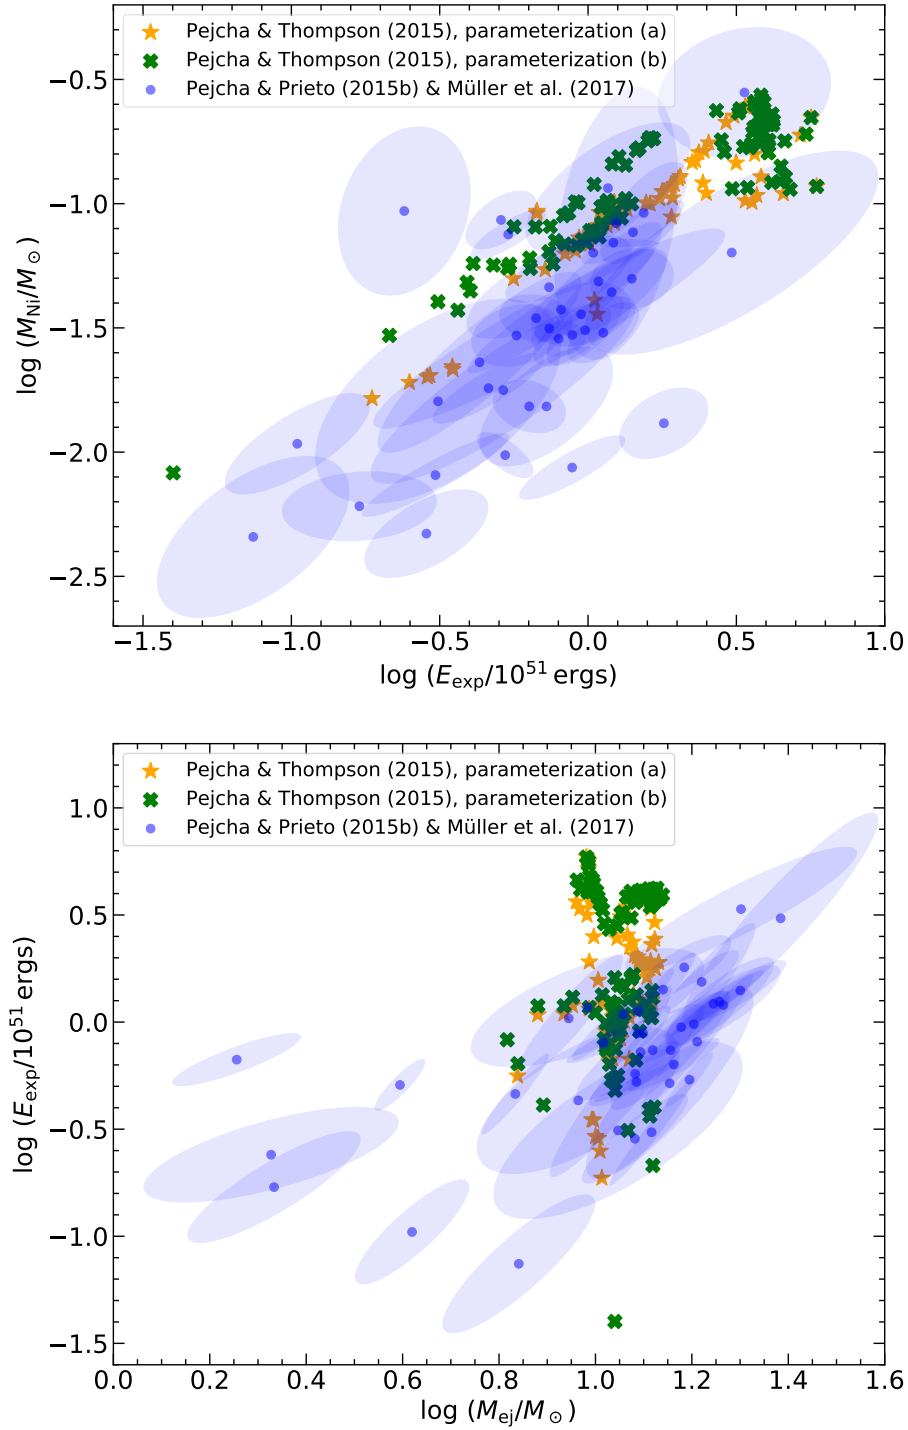 Pejcha & Thompson (2015), parameterization (a)
Pejcha & Thompson (2015), parameterization (b)
Pejcha & Prieto (2015b) & Müller et al. (2017)
−0.5
−1.0
−1.5
−2.0
−2.5
log (M_Ni/M_⊙)
−1.5 −1.0 −0.5 0.0 0.5 1.0
log (E_exp/10^51 ergs)
Pejcha & Thompson (2015), parameterization (a)
Pejcha & Thompson (2015), parameterization (b)
Pejcha & Prieto (2015b) & Müller et al. (2017)
1.0
0.5
0.0
−0.5
−1.0
−1.5
log (E_exp/10^51 ergs)
0.0 0.2 0.4 0.6 0.8 1.0 1.2 1.4 1.6
log (M_ej/M_⊙)